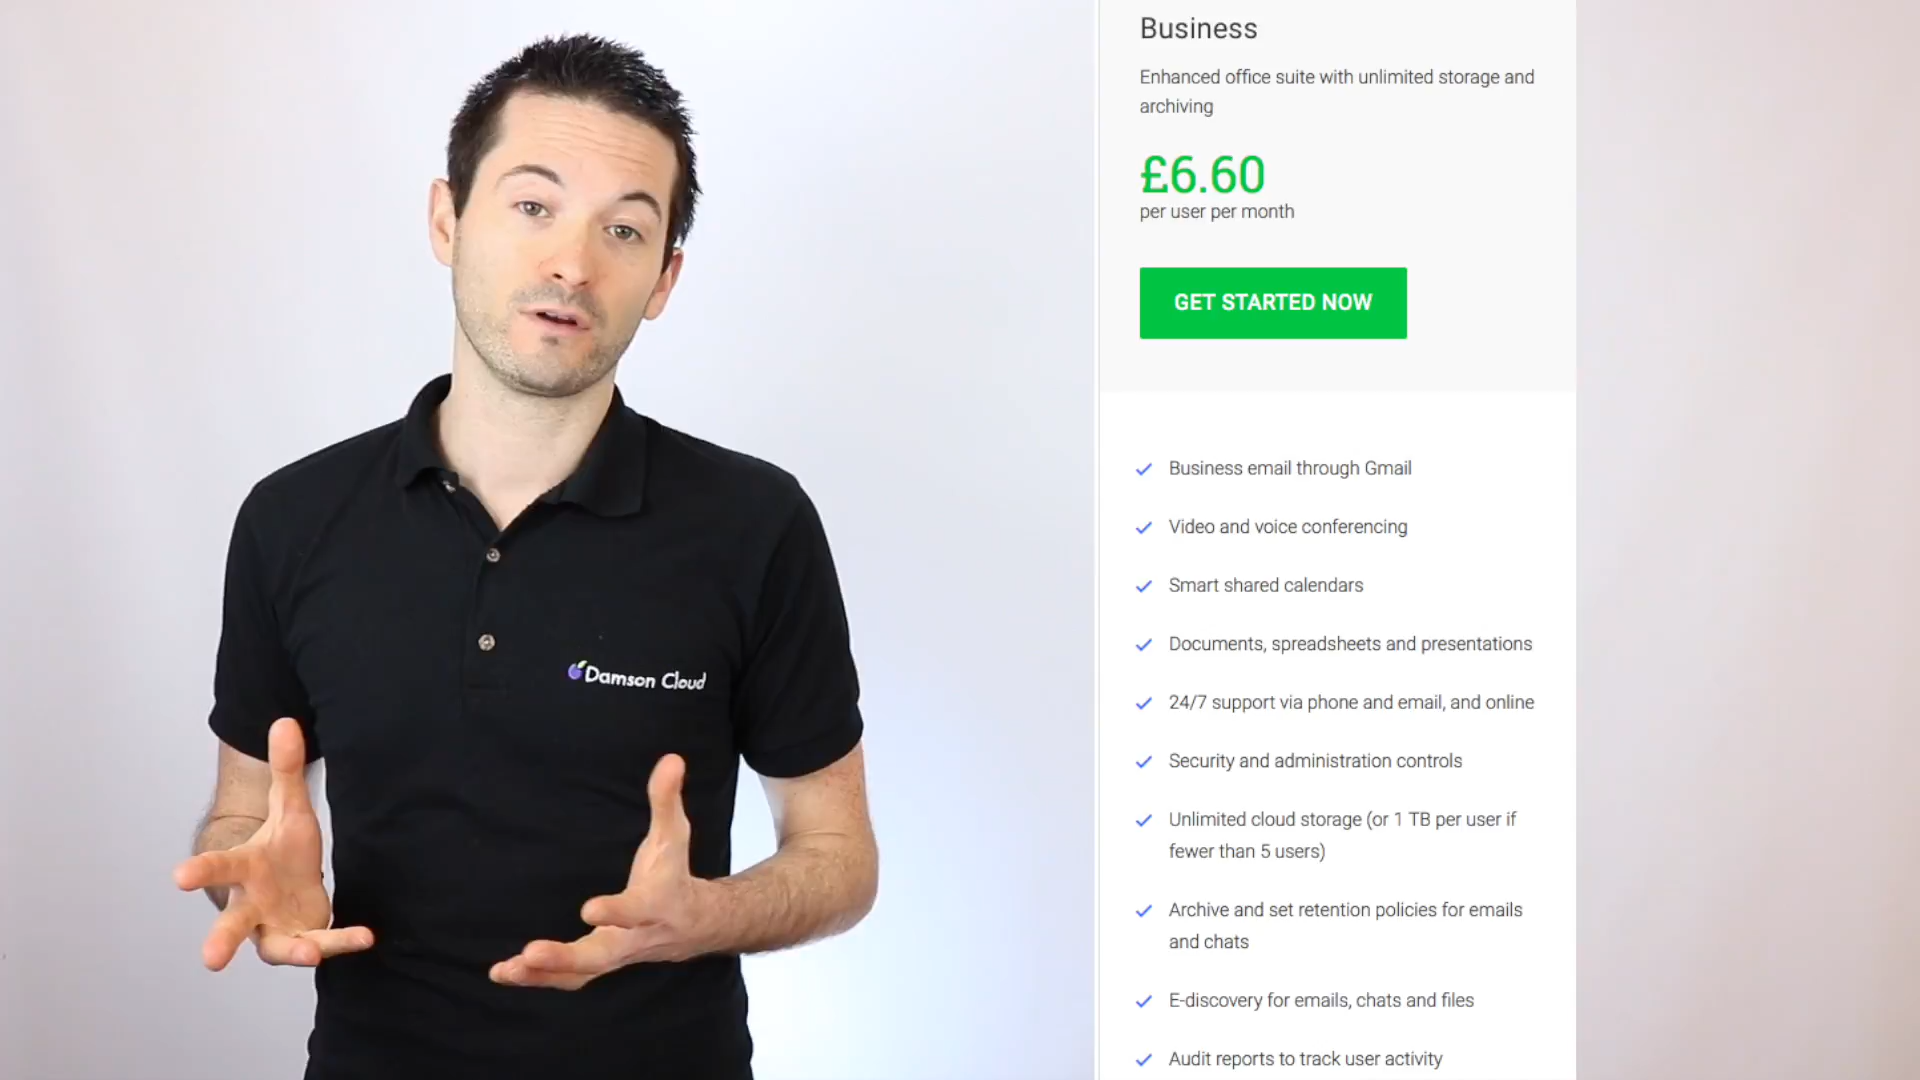 Business
Enhanced office suite with unlimited storage and
archiving
£6.60
per user per month
GET STARTED NOW
Business email through Gmail
Video and voice conferencing
Smart shared calendars
Documents, spreadsheets and presentations
24/7 support via phone and email, and online
Security and administration controls
Unlimited cloud storage (or 1 TB per user if
fewer than 5 users)
Archive and set retention policies for emails
and chats
E-discovery for emails, chats and files
Audit reports to track user activity
Damson Cloud